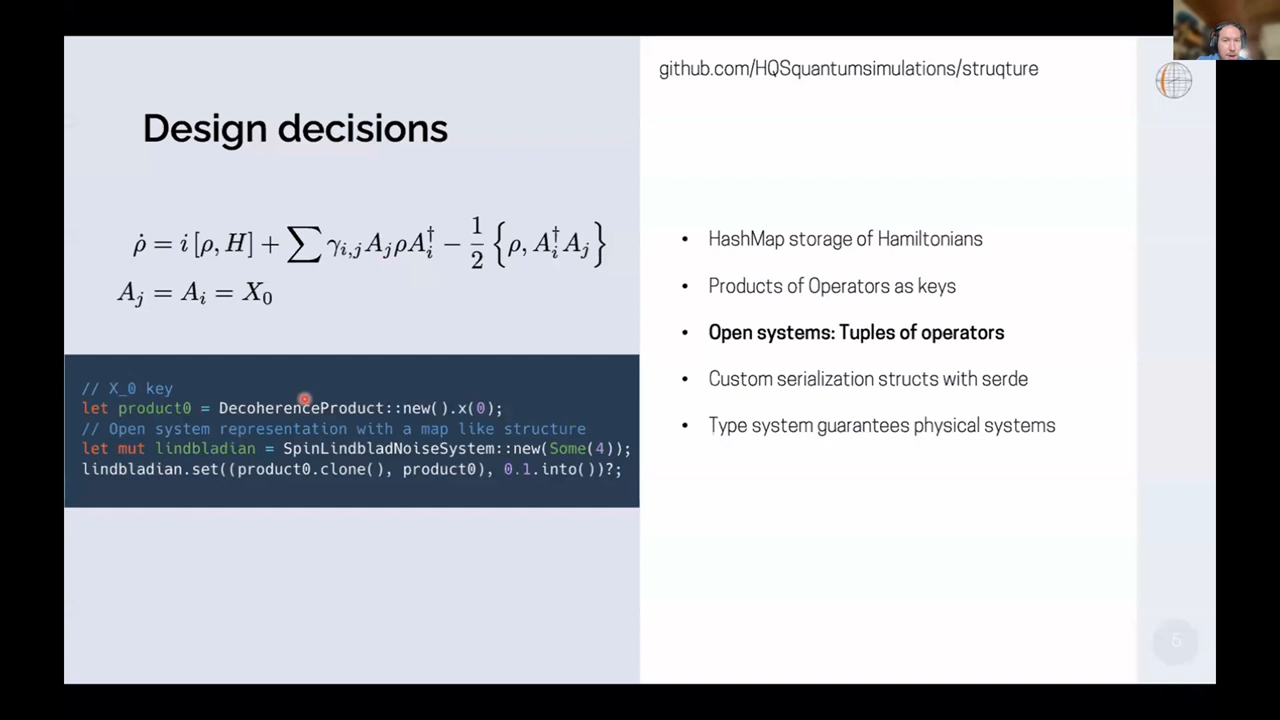 github.com/HQSquantumsimulations/struqture
Design decisions
ρ̇ = i [ρ, H] + ∑ γ_{i,j} A_j ρ A_i^† − 1/2 {ρ, A_i^† A_j}
A_j = A_i = X_0
// X_0 key
let product0 = DecoherenceProduct::new().x(0);
// Open system representation with a map like structure
let mut lindbladian = SpinLindbladNoiseSystem::new(Some(4));
lindbladian.set((product0.clone(), product0), 0.1.into())?;
• HashMap storage of Hamiltonians
• Products of Operators as keys
• Open systems: Tuples of operators
• Custom serialization structs with serde
• Type system guarantees physical systems
5